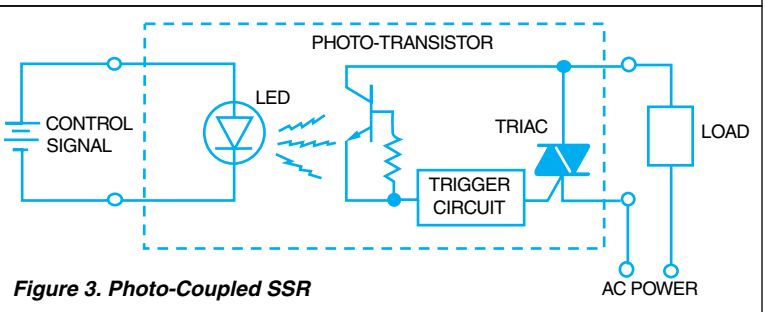 PHOTO-TRANSISTOR
LED
CONTROL
SIGNAL
TRIAC
LOAD
TRIGGER
CIRCUIT
Figure 3. Photo-Coupled SSR
AC POWER